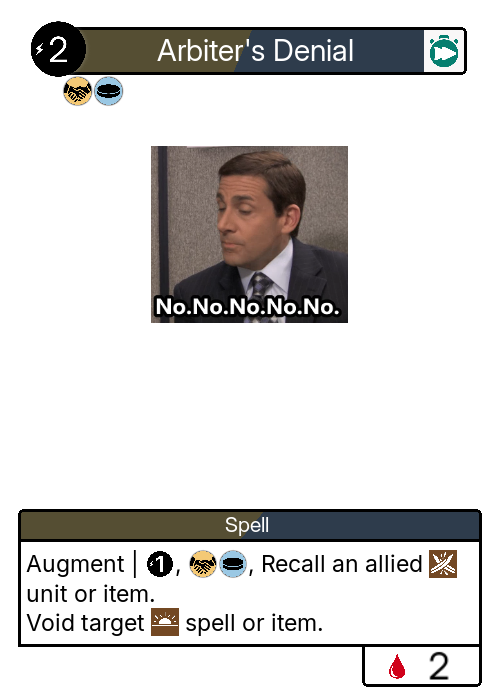 2
Arbiter's Denial
No.No.No.No.No.
Spell
Augment | 1, , Recall an allied
unit or item.
Void target spell or item.
2